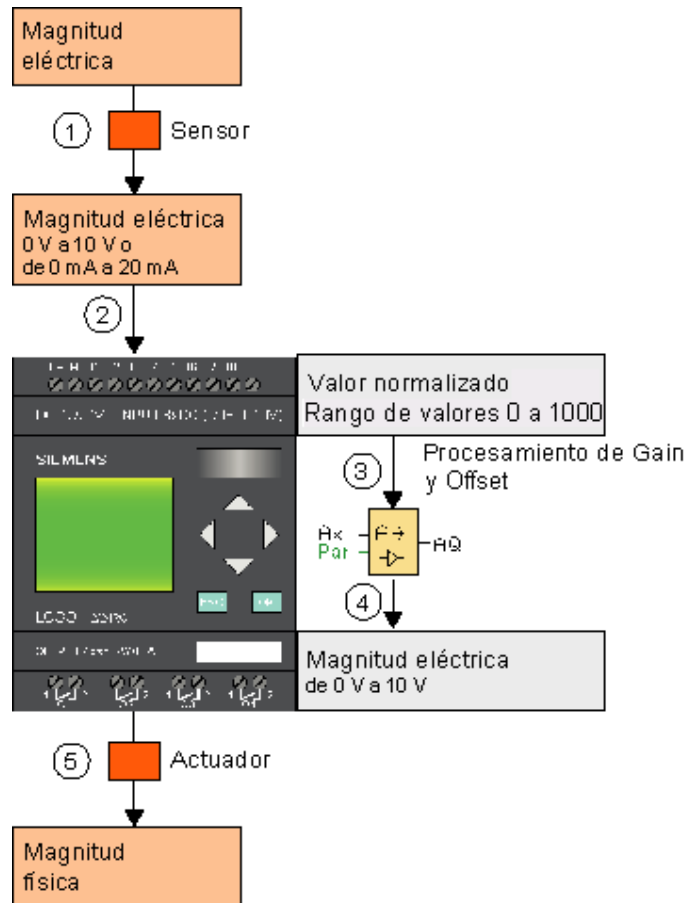 Magnitud
eléctrica
1
Sensor
Magnitud eléctrica
0 V a 10 V o
de 0 mA a 20 mA
2
Valor normalizado
Rango de valores 0 a 1000
SIEMENS
3
Procesamiento de Gain
y Offset
Ax
Par
A→
AQ
ESC
OK
4
Magnitud eléctrica
de 0 V a 10 V
5
Actuador
Magnitud
física